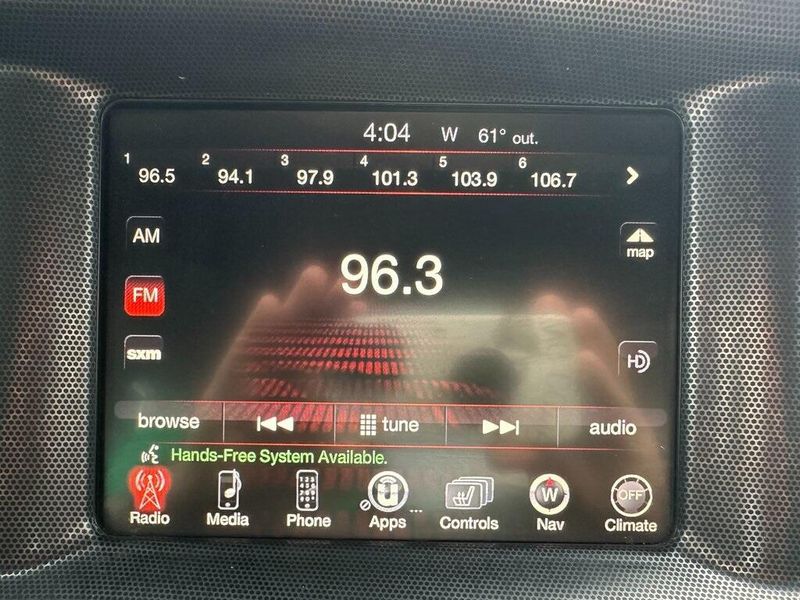 4:04 W 61° out.
1 96.5 2 94.1 3 97.9 4 101.3 5 103.9 6 106.7
AM
map
96.3
FM
sxm
HD
browse tune audio
Hands-Free System Available.
W OFF
Radio Media Phone Apps ... Controls Nav Climate